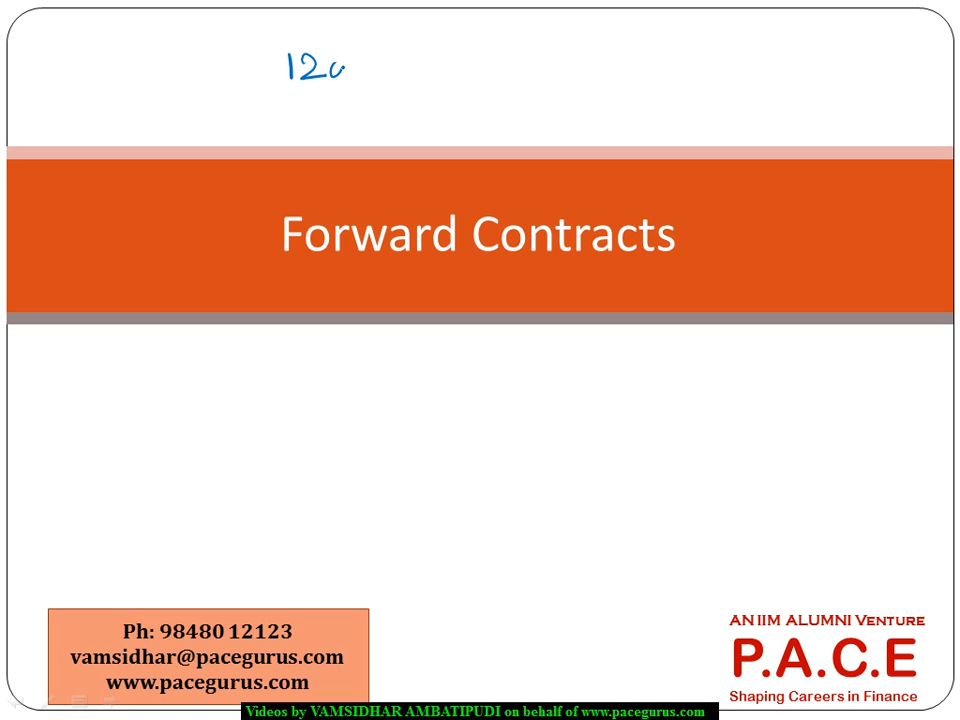 Forward Contracts
Ph: 98480 12123
vamsidhar@pacegurus.com
www.pacegurus.com
AN IIM ALUMNI VENTURE
P.A.C.E
Shaping Careers in Finance
Videos by VAMSIDHAR AMBATIPUDI on behalf of www.pacegurus.com